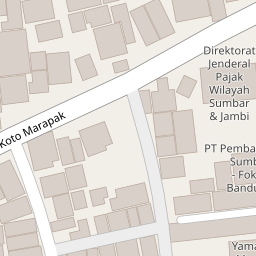 Direktorat
Jenderal
Pajak
Wilayah
Sumbar
& Jambi
Koto Marapak
PT Pemba
Sumb
- Fok
Bandu
Yama